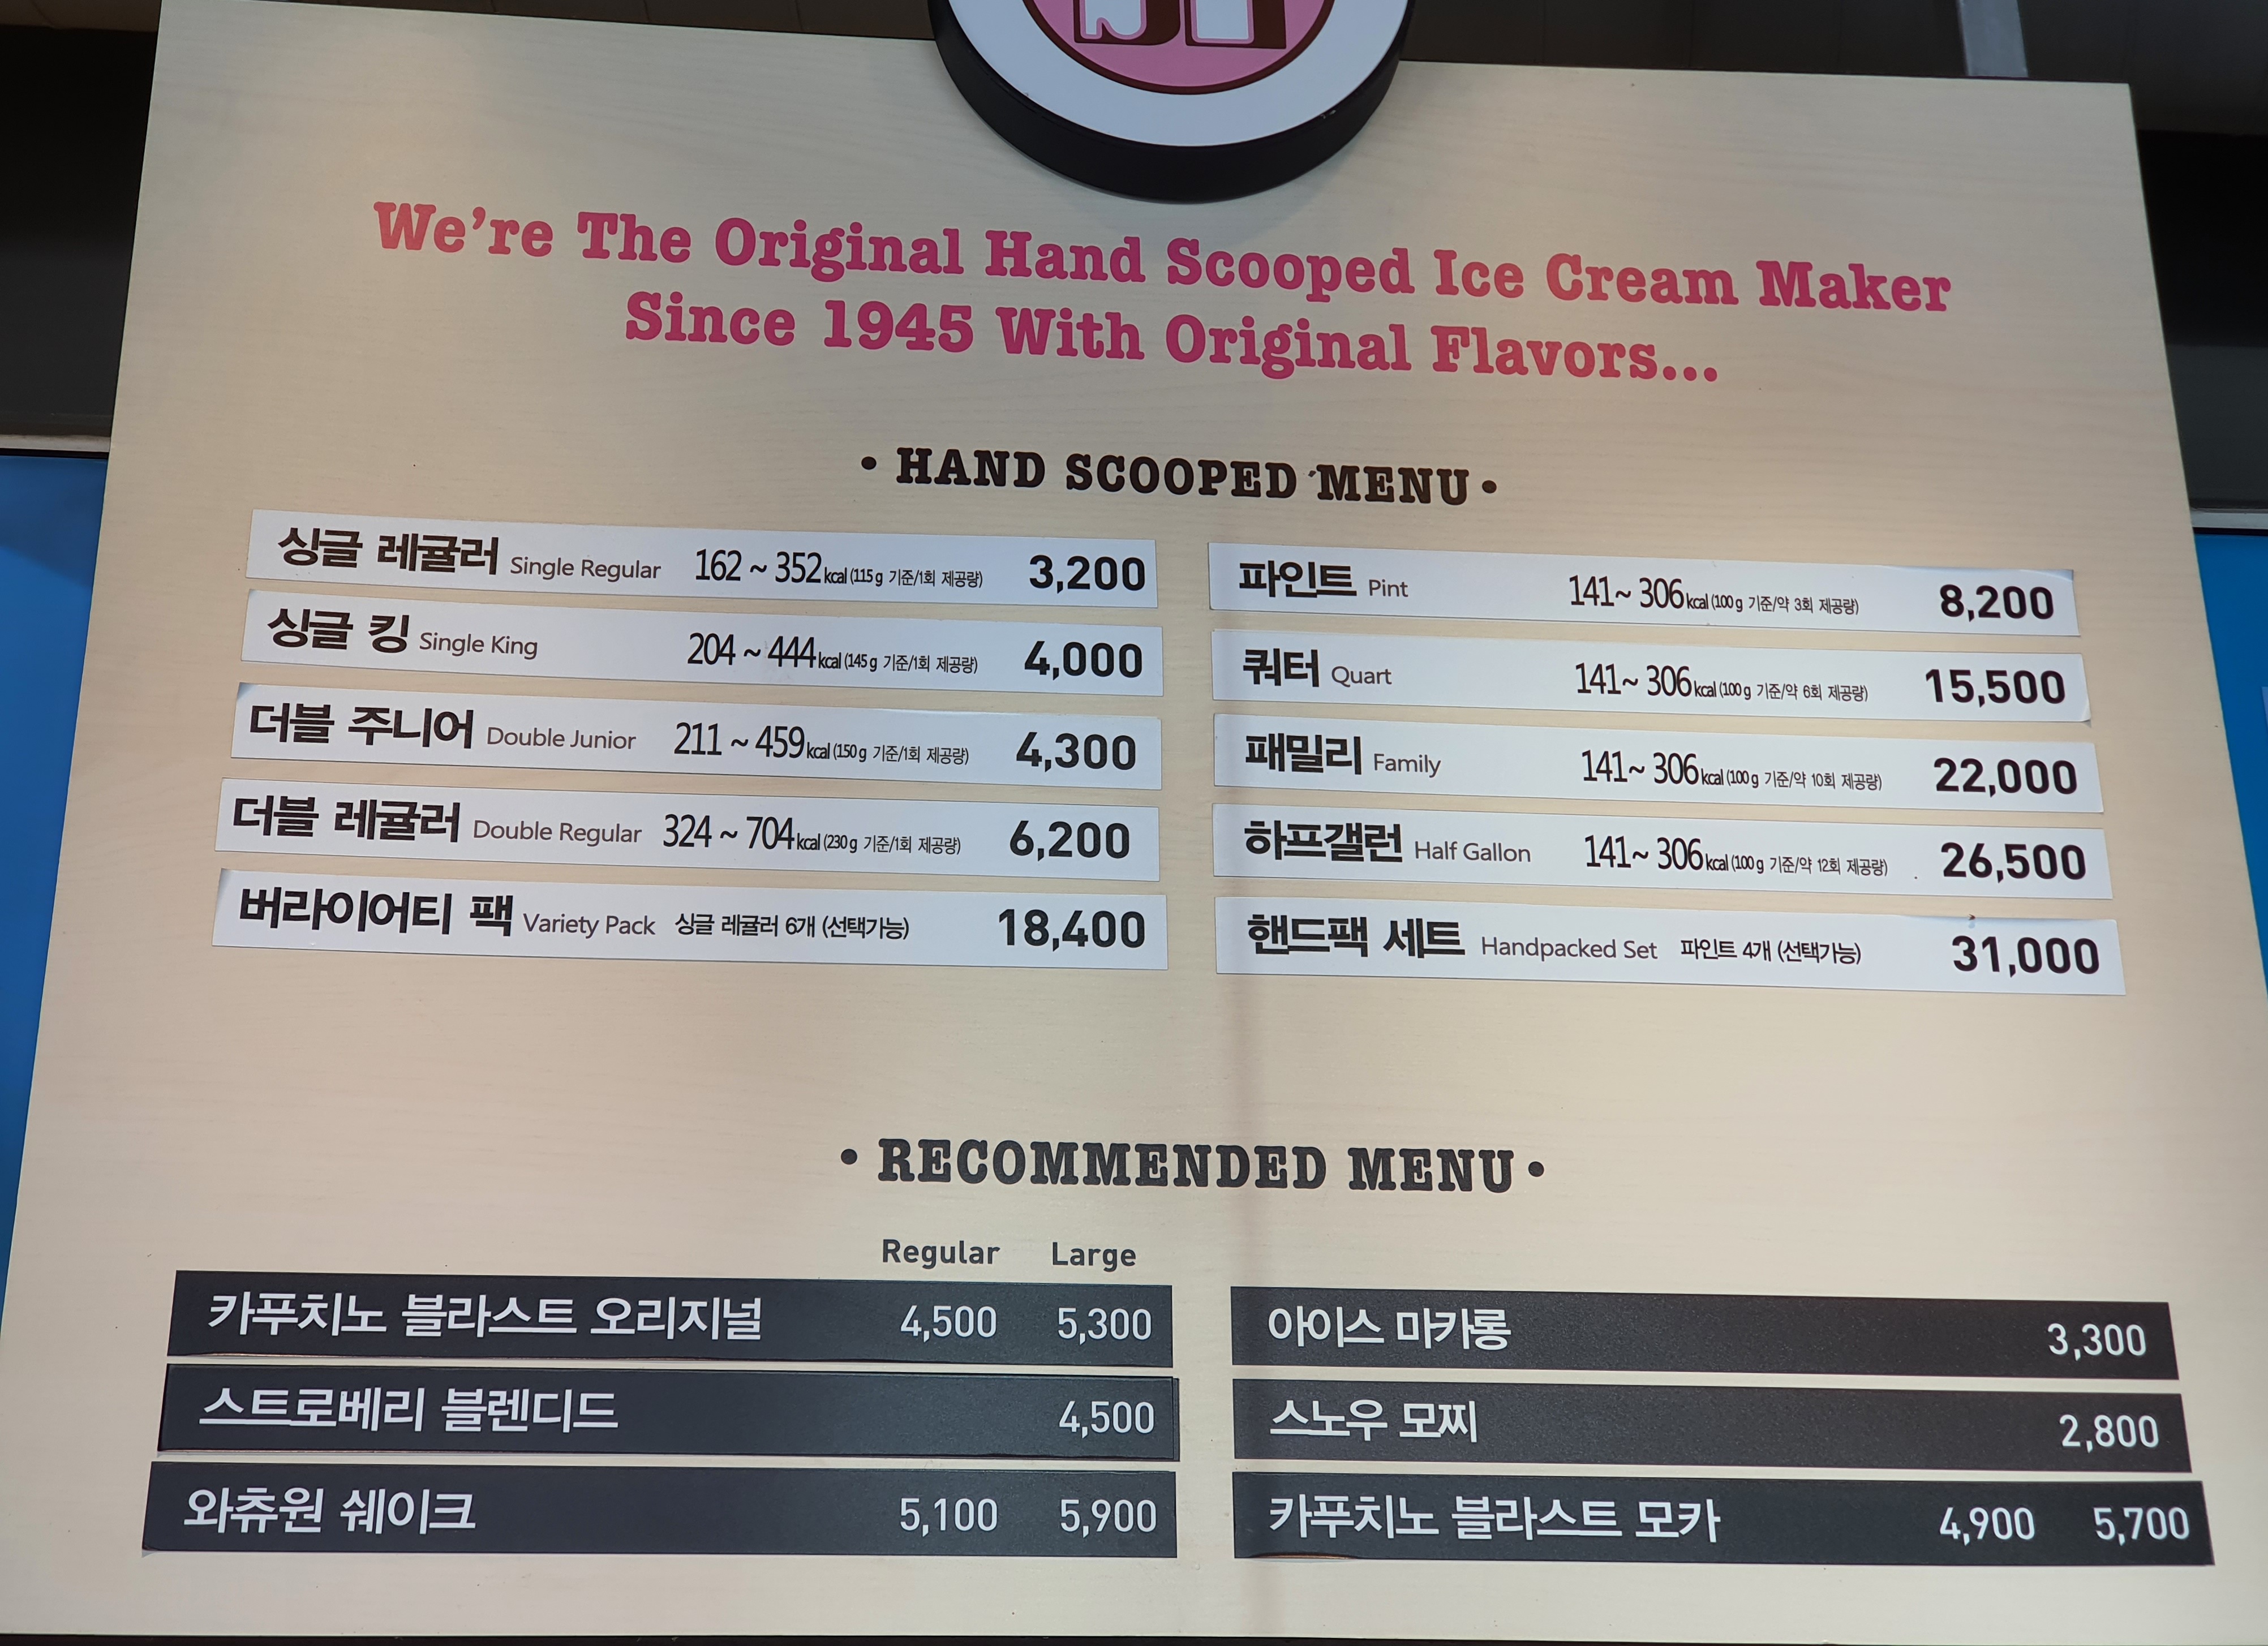 We're The Original Hand Scooped Ice Cream Maker
Since 1945 With Original Flavors...
• HAND SCOOPED MENU •
싱글 레귤러 Single Regular 162 ~ 352 kcal (115g 기준/1회 제공량) 3,200
싱글 킹 Single King 204 ~ 444 kcal (145g 기준/1회 제공량) 4,000
더블 주니어 Double Junior 211 ~ 459 kcal (150g 기준/1회 제공량) 4,300
더블 레귤러 Double Regular 324 ~ 704 kcal (230g 기준/1회 제공량) 6,200
버라이어티 팩 Variety Pack 싱글 레귤러 6개 (선택가능) 18,400
파인트 Pint 141~ 306 kcal (100g 기준/약 3회 제공량) 8,200
쿼터 Quart 141~ 306 kcal (100g 기준/약 6회 제공량) 15,500
패밀리 Family 141~ 306 kcal (100g 기준/약 10회 제공량) 22,000
하프갤런 Half Gallon 141~ 306 kcal (100g 기준/약 12회 제공량) 26,500
핸드팩 세트 Handpacked Set 파인트 4개 (선택가능) 31,000
• RECOMMENDED MENU •
Regular Large
카푸치노 블라스트 오리지널 4,500 5,300
스트로베리 블렌디드 4,500
와츄원 쉐이크 5,100 5,900
아이스 마카롱 3,300
스노우 모찌 2,800
카푸치노 블라스트 모카 4,900 5,700